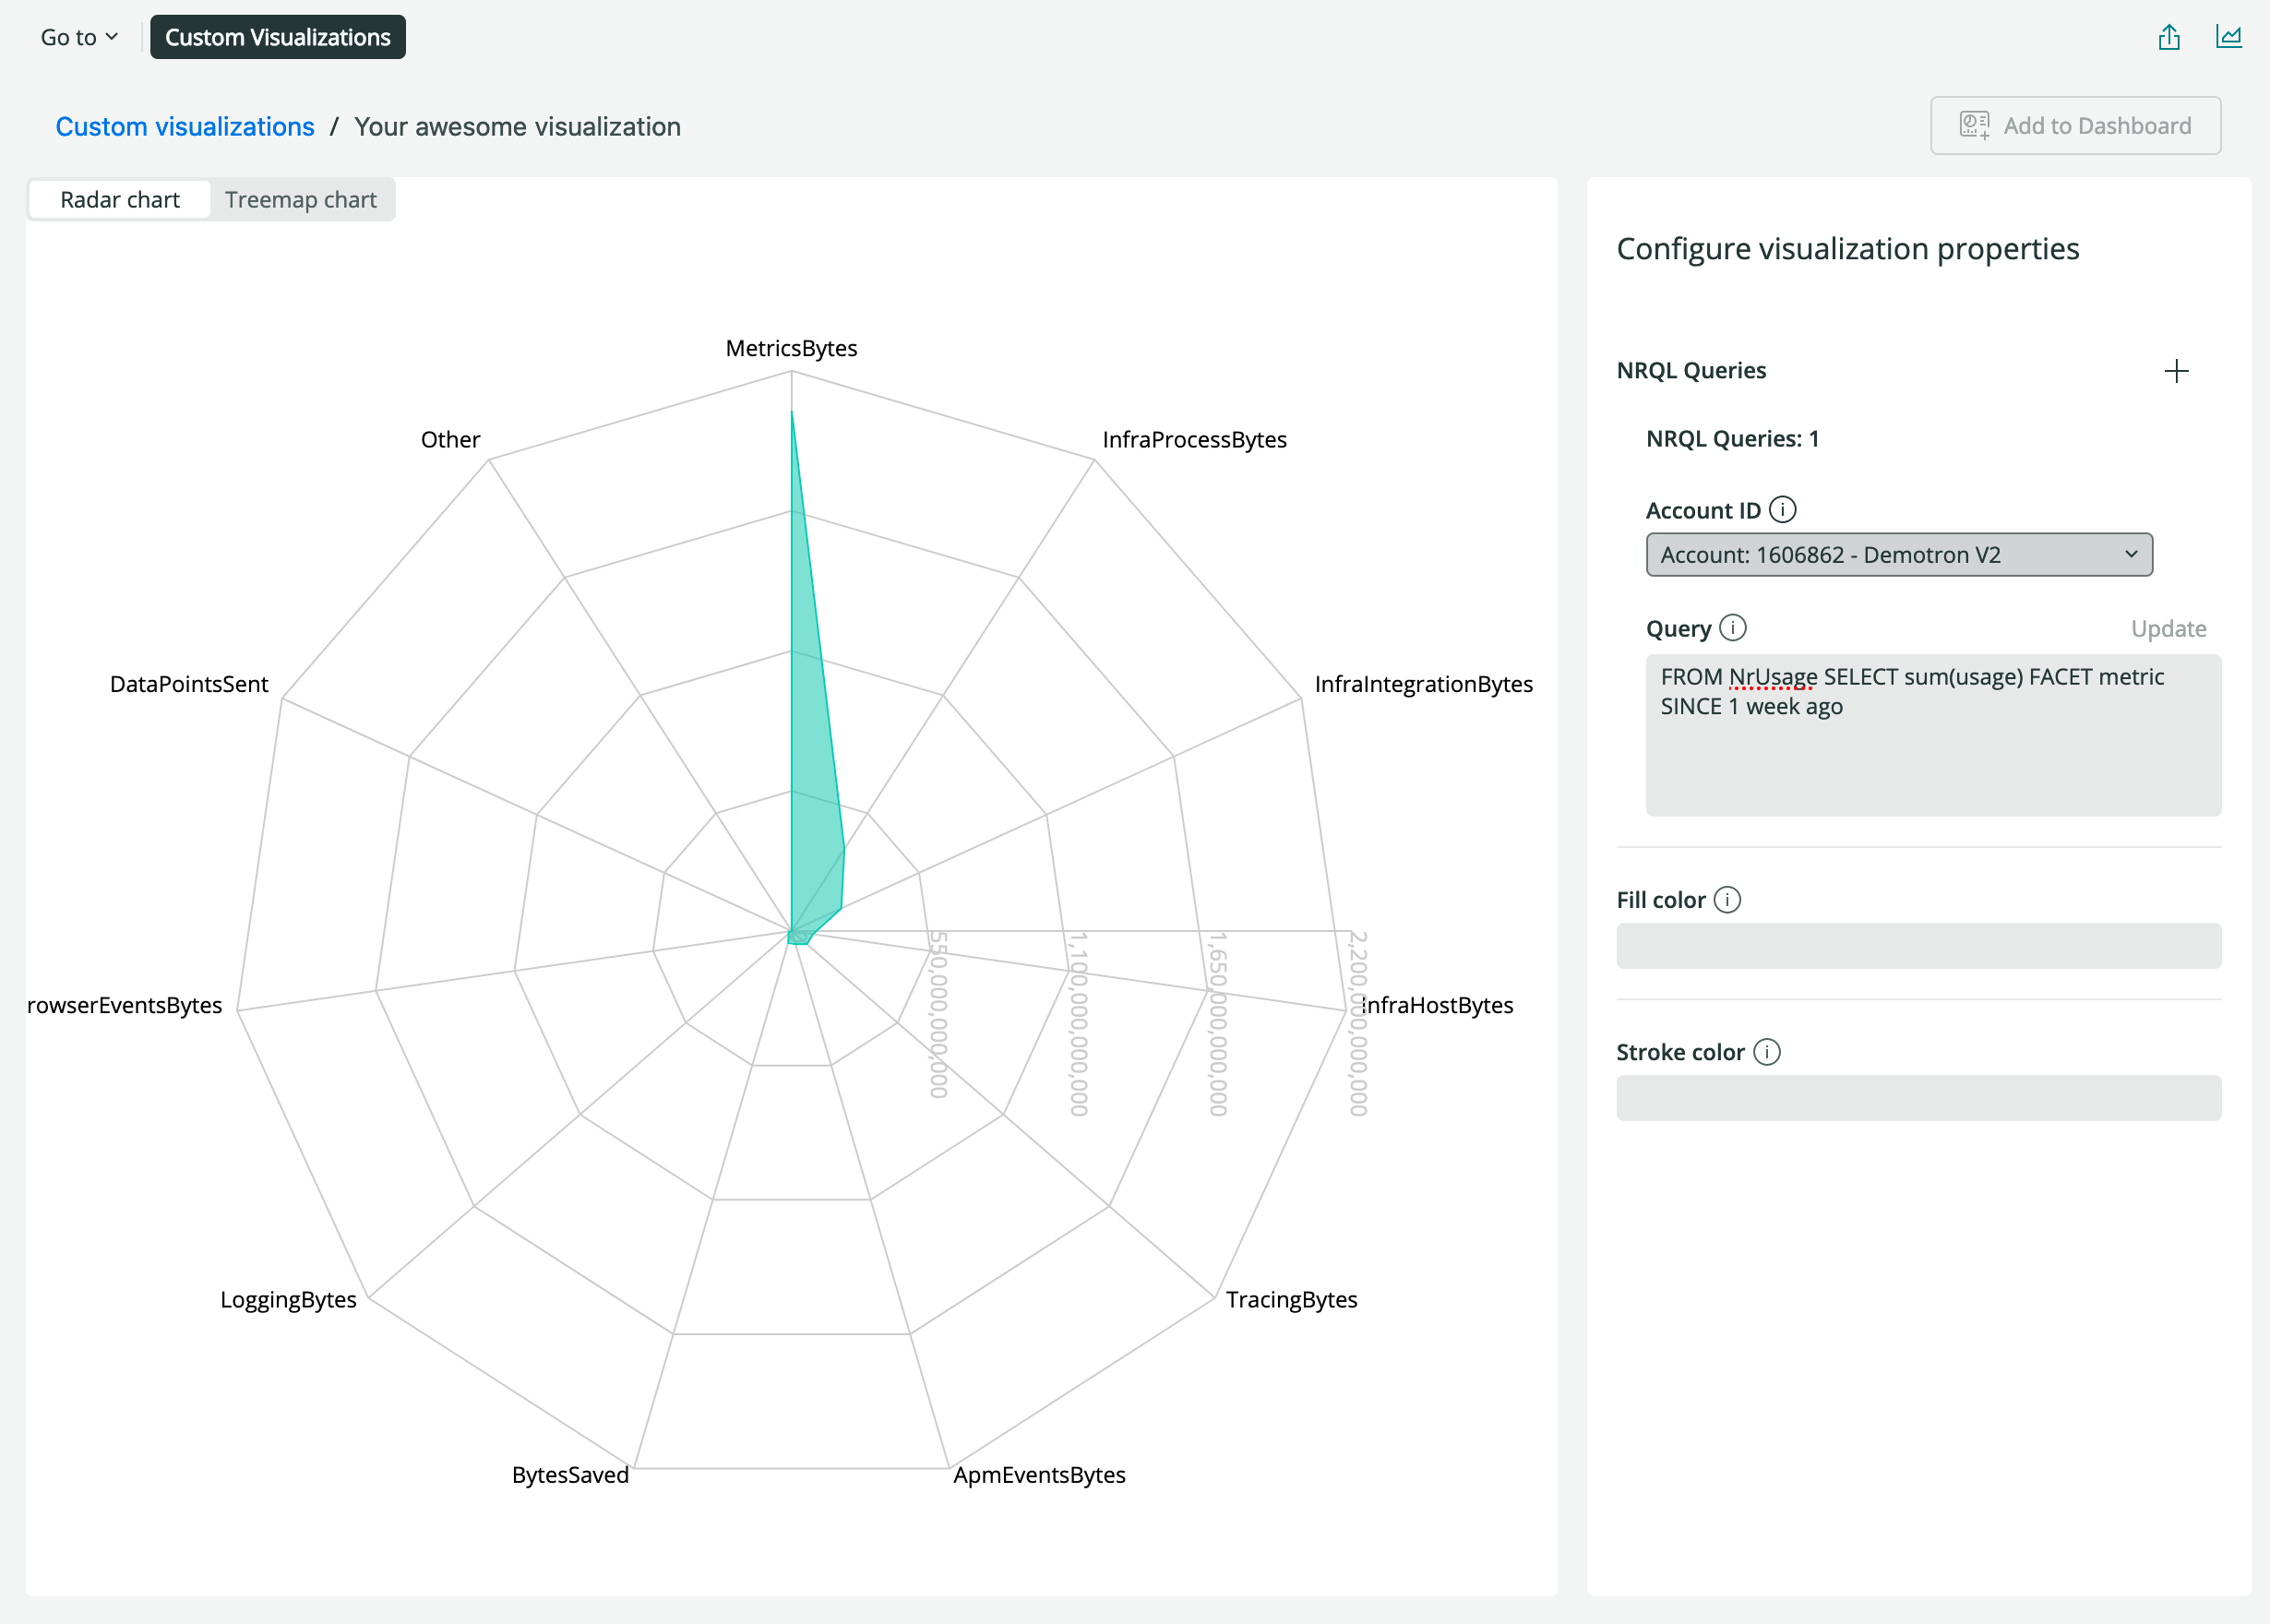 Go to
Custom Visualizations
Custom visualizations / Your awesome visualization
Add to Dashboard
Radar chart
Treemap chart
Configure visualization properties
NRQL Queries
NRQL Queries: 1
Account ID
Account: 1606862 - Demotron V2
Query
Update
FROM NrUsage SELECT sum(usage) FACET metric
SINCE 1 week ago
Fill color
Stroke color
MetricsBytes
InfraProcessBytes
InfraIntegrationBytes
InfraHostBytes
TracingBytes
ApmEventsBytes
BytesSaved
LoggingBytes
rowserEventsBytes
DataPointsSent
Other
0
550,000,000,000
1,100,000,000,000
1,650,000,000,000
2,200,000,000,000